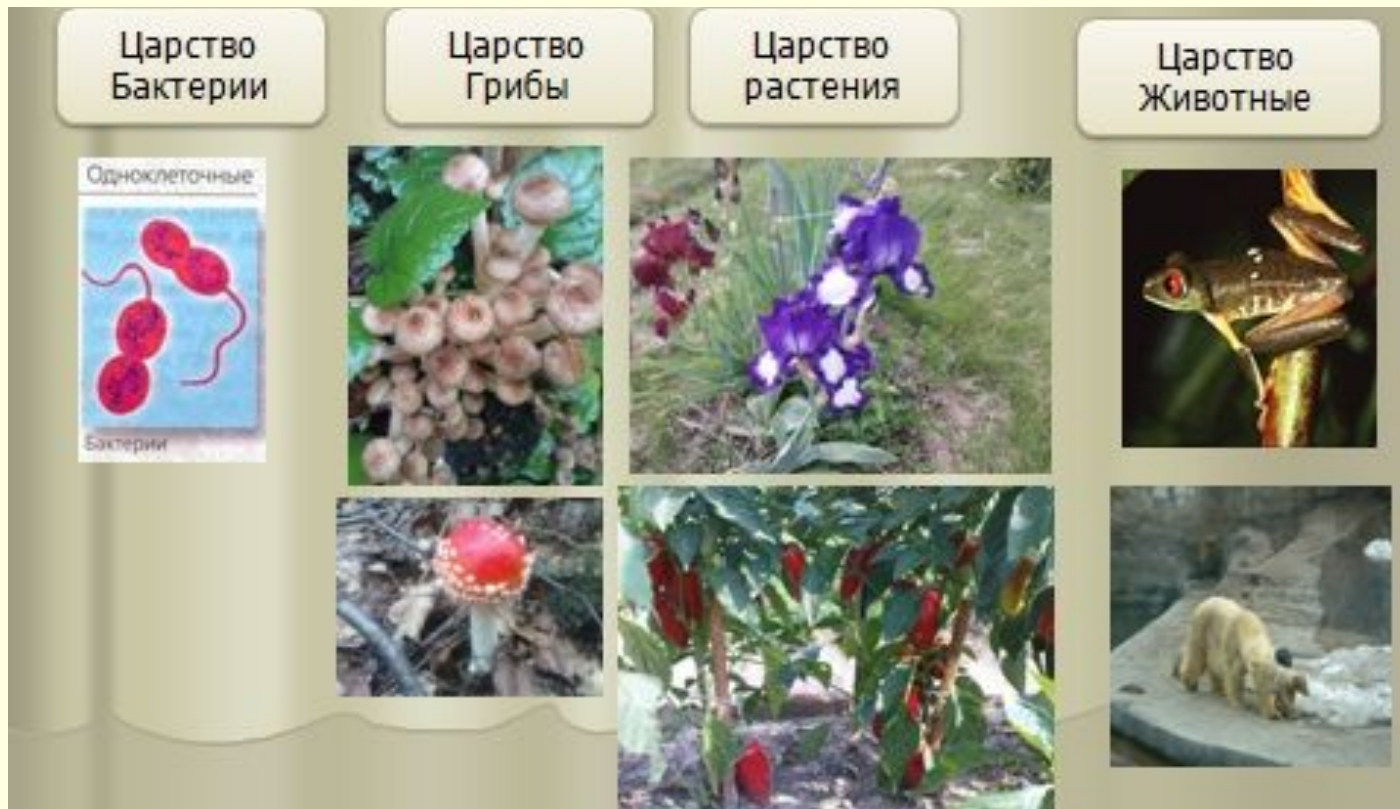 Царство
Бактерии
Царство
Грибы
Царство
растения
Царство
Животные
Одноклеточные
Бактерии